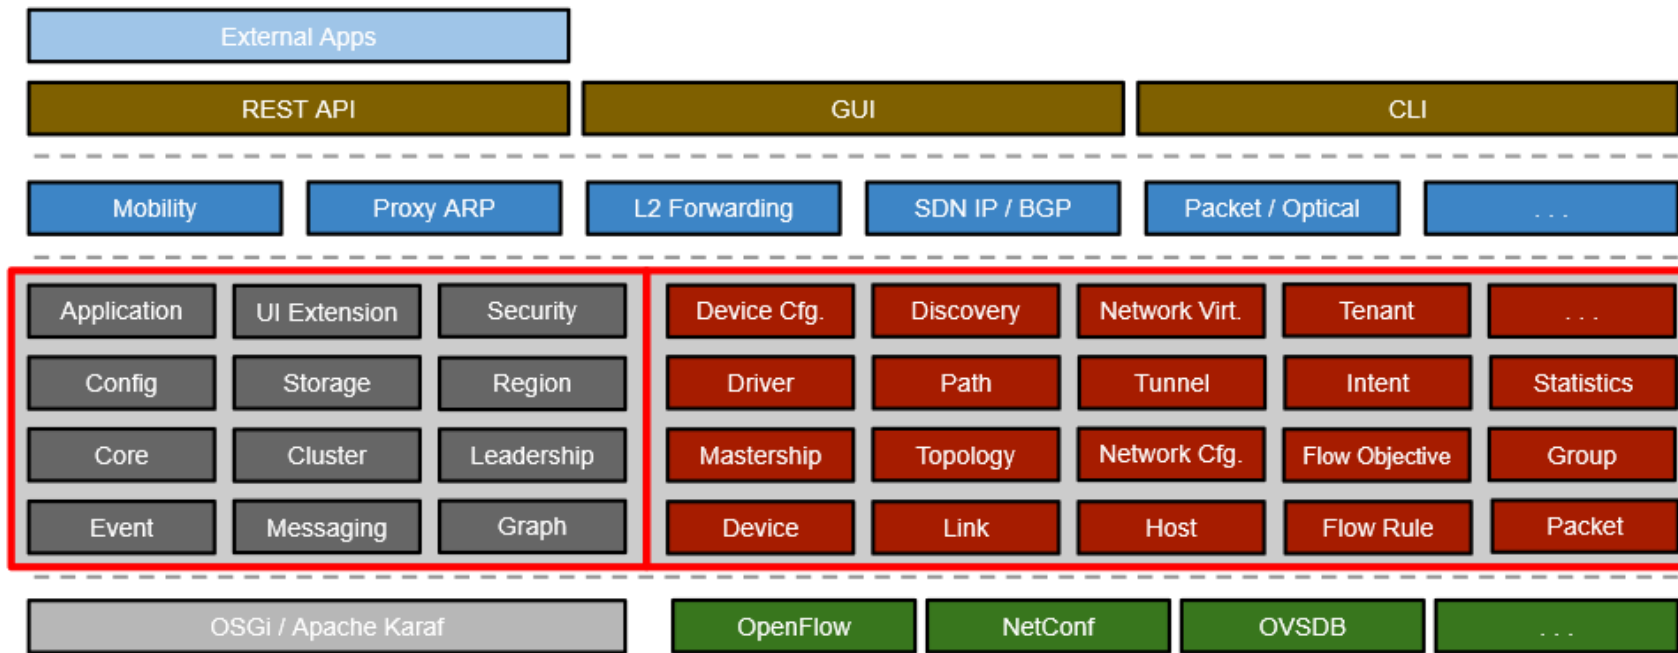 External Apps
REST API GUI CLI
Mobility Proxy ARP L2 Forwarding SDN IP / BGP Packet / Optical . . .
Application UI Extension Security Device Cfg. Discovery Network Virt. Tenant . . .
Config Storage Region Driver Path Tunnel Intent Statistics
Core Cluster Leadership Mastership Topology Network Cfg. Flow Objective Group
Event Messaging Graph Device Link Host Flow Rule Packet
OSGi / Apache Karaf OpenFlow NetConf OVSDB . . .